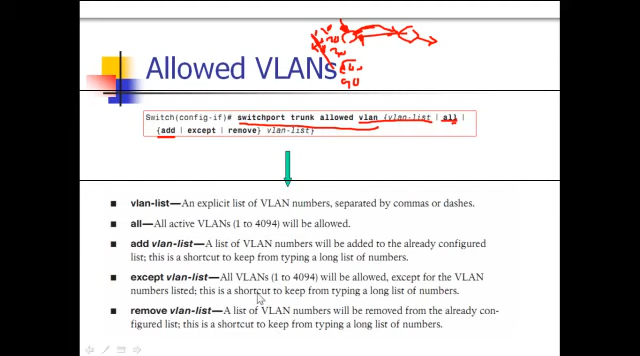 Allowed VLANs
Switch(config-if)# switchport trunk allowed vlan {vlan-list | all |
{add | except | remove} vlan-list}
vlan-list—An explicit list of VLAN numbers, separated by commas or dashes.
all—All active VLANs (1 to 4094) will be allowed.
add vlan-list—A list of VLAN numbers will be added to the already configured
list; this is a shortcut to keep from typing a long list of numbers.
except vlan-list—All VLANs (1 to 4094) will be allowed, except for the VLAN
numbers listed; this is a shortcut to keep from typing a long list of numbers.
remove vlan-list—A list of VLAN numbers will be removed from the already con-
figured list; this is a shortcut to keep from typing a long list of numbers.